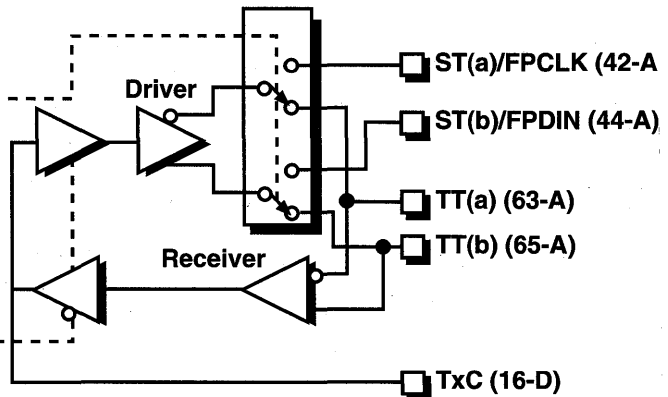 ST(a)/FPCLK (42-A
Driver
ST(b)/FPDIN (44-A)
TT(a) (63-A)
TT(b) (65-A)
Receiver
TxC (16-D)